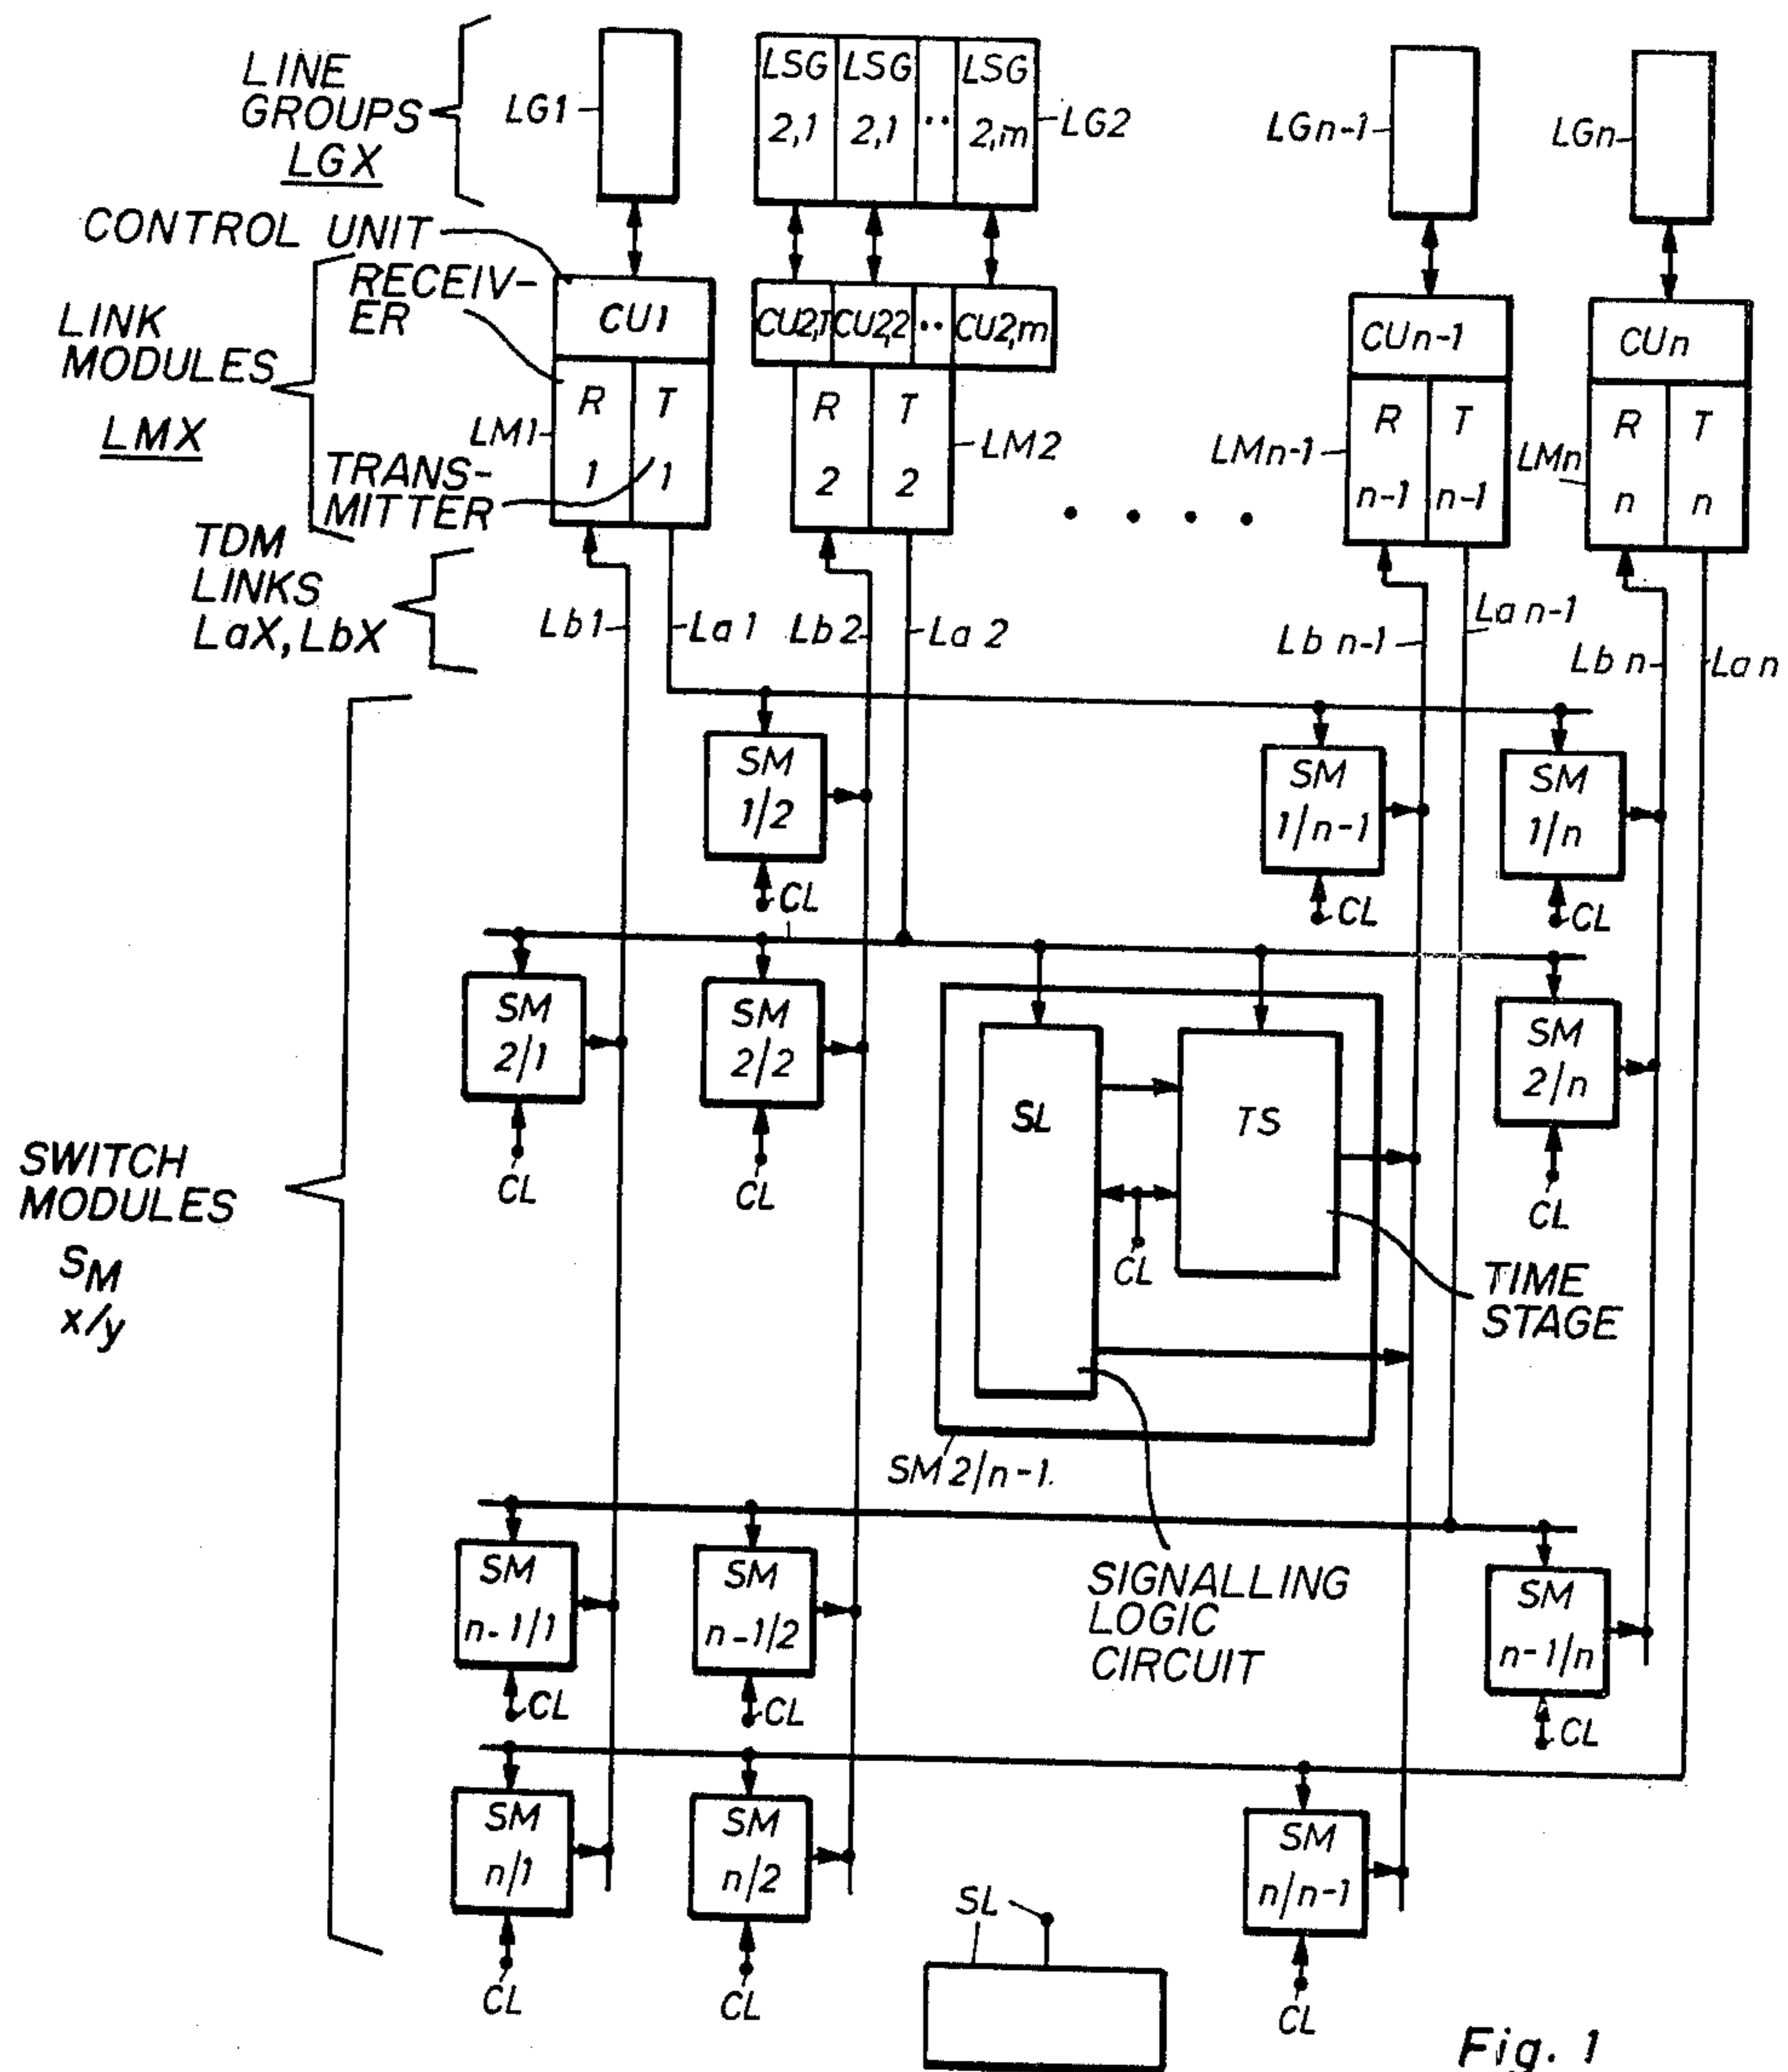 LINE
GROUPS
LGX
LG1
LSG LSG LSG
2,1 2,1 .. 2,m
LG2
LGn-1
LGn
CONTROL UNIT
RECEIV-
ER
LINK
MODULES
LMX
TRANS-
MITTER
CU1
R T
1 1
LM1
CU2,1 CU2,2 .. CU2,m
R T
2 2
LM2
. . . .
CUn-1
R T
n-1 n-1
LMn-1
CUn
R T
n n
LMn
TDM
LINKS
LaX, LbX
Lb1
La1
Lb2
La2
Lb n-1
La n-1
Lb n
La n
SM
1/2
CL
SM
1/n-1
CL
SM
1/n
CL
SWITCH
MODULES
SM
x/y
SM
2/1
CL
SM
2/2
CL
SL
TS
CL
SM2/n-1.
TIME
STAGE
SM
2/n
CL
SIGNALLING
LOGIC
CIRCUIT
SM
n-1/1
CL
SM
n-1/2
CL
SM
n-1/n
CL
SM
n/1
CL
SM
n/2
CL
SM
n/n-1
CL
SL
Fig. 1